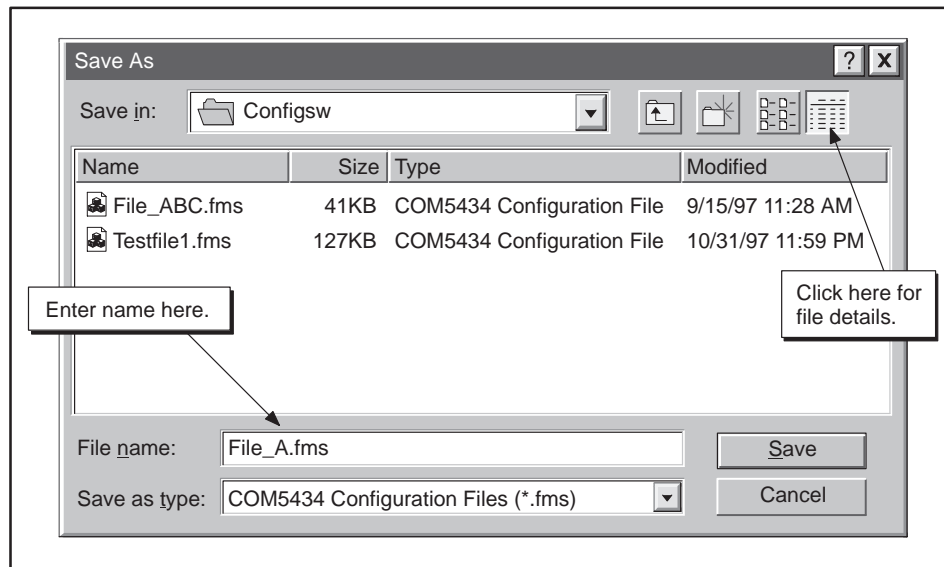 Save As
? X
Save in: Configsw
Name Size Type Modified
File_ABC.fms 41KB COM5434 Configuration File 9/15/97 11:28 AM
Testfile1.fms 127KB COM5434 Configuration File 10/31/97 11:59 PM
Enter name here.
Click here for
file details.
File name: File_A.fms
Save
Save as type: COM5434 Configuration Files (*.fms)
Cancel